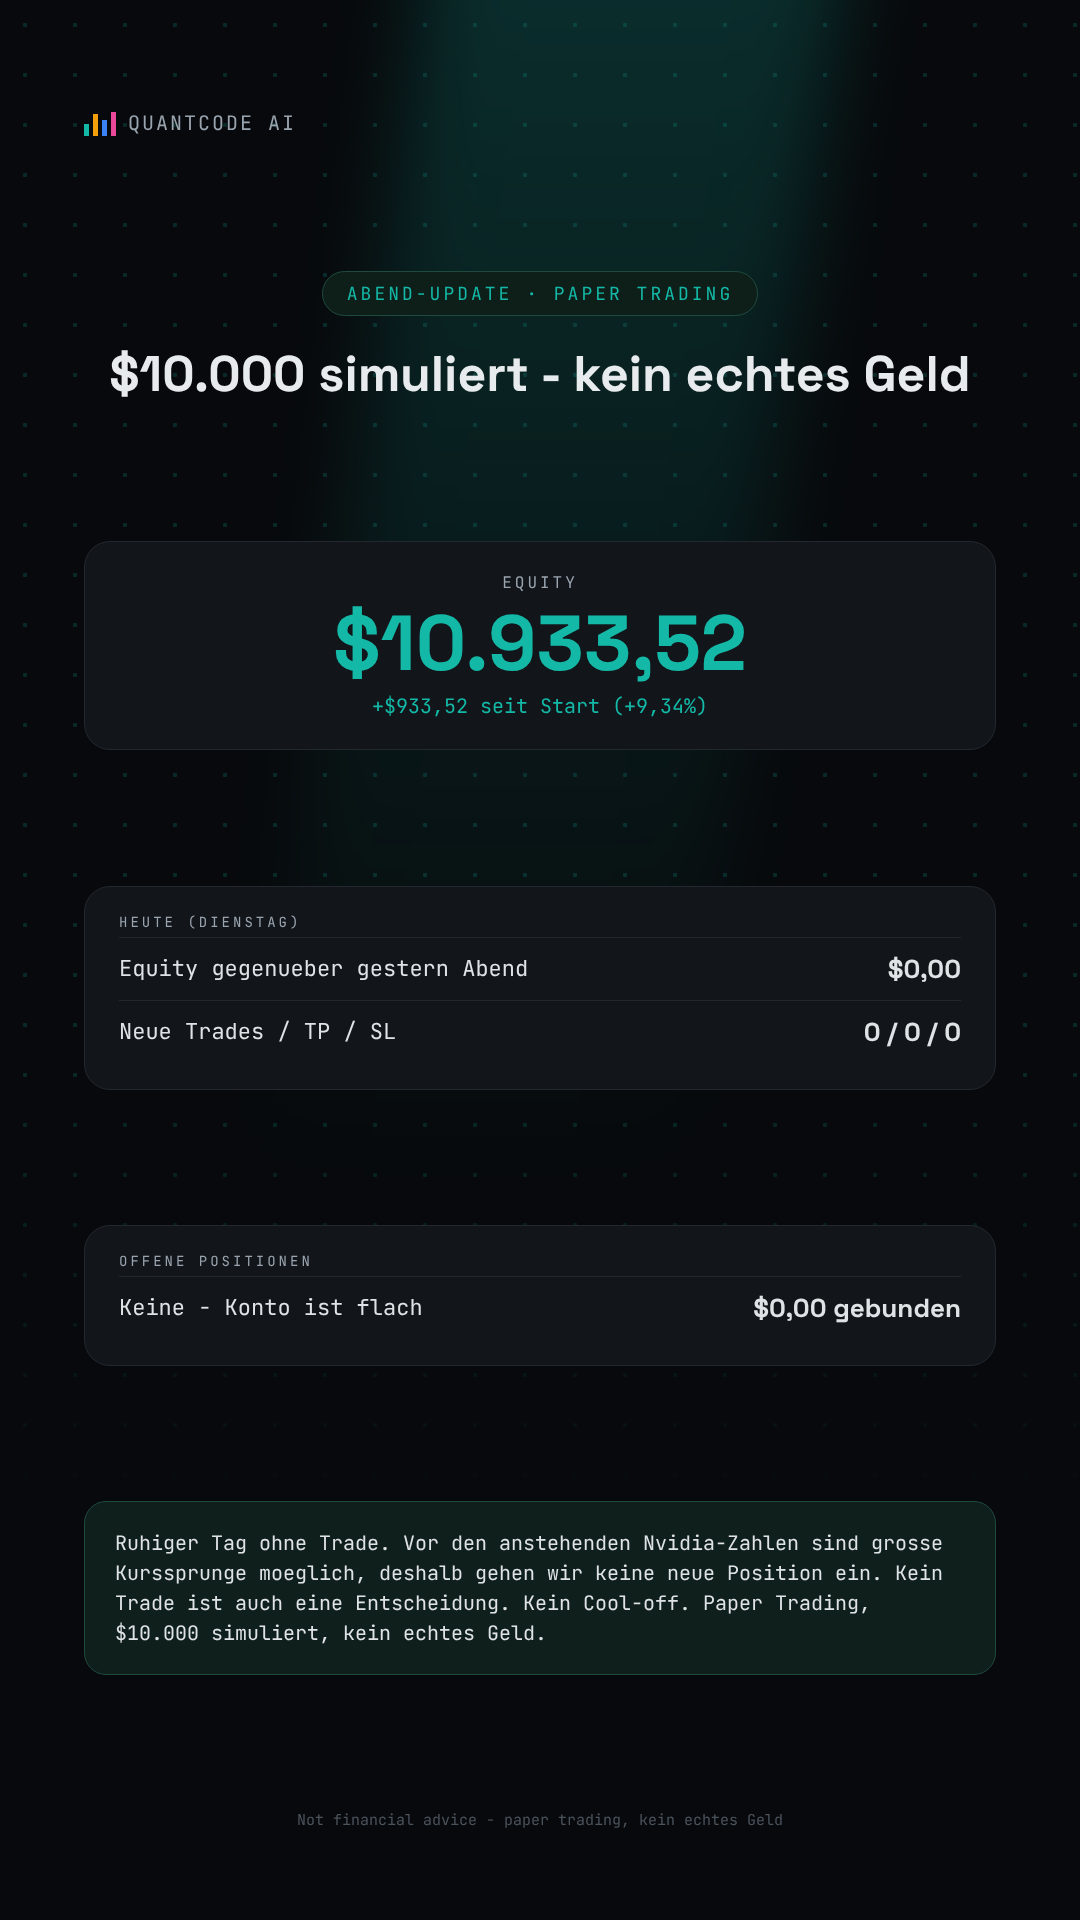 QUANTCODE AI
ABEND-UPDATE · PAPER TRADING
$10.000 simuliert - kein echtes Geld
EQUITY
$10.933,52
+$933,52 seit Start (+9,34%)
HEUTE (DIENSTAG)
Equity gegenueber gestern Abend $0,00
Neue Trades / TP / SL 0 / 0 / 0
OFFENE POSITIONEN
Keine - Konto ist flach $0,00 gebunden
Ruhiger Tag ohne Trade. Vor den anstehenden Nvidia-Zahlen sind grosse
Kurssprunge moeglich, deshalb gehen wir keine neue Position ein. Kein
Trade ist auch eine Entscheidung. Kein Cool-off. Paper Trading,
$10.000 simuliert, kein echtes Geld.
Not financial advice - paper trading, kein echtes Geld